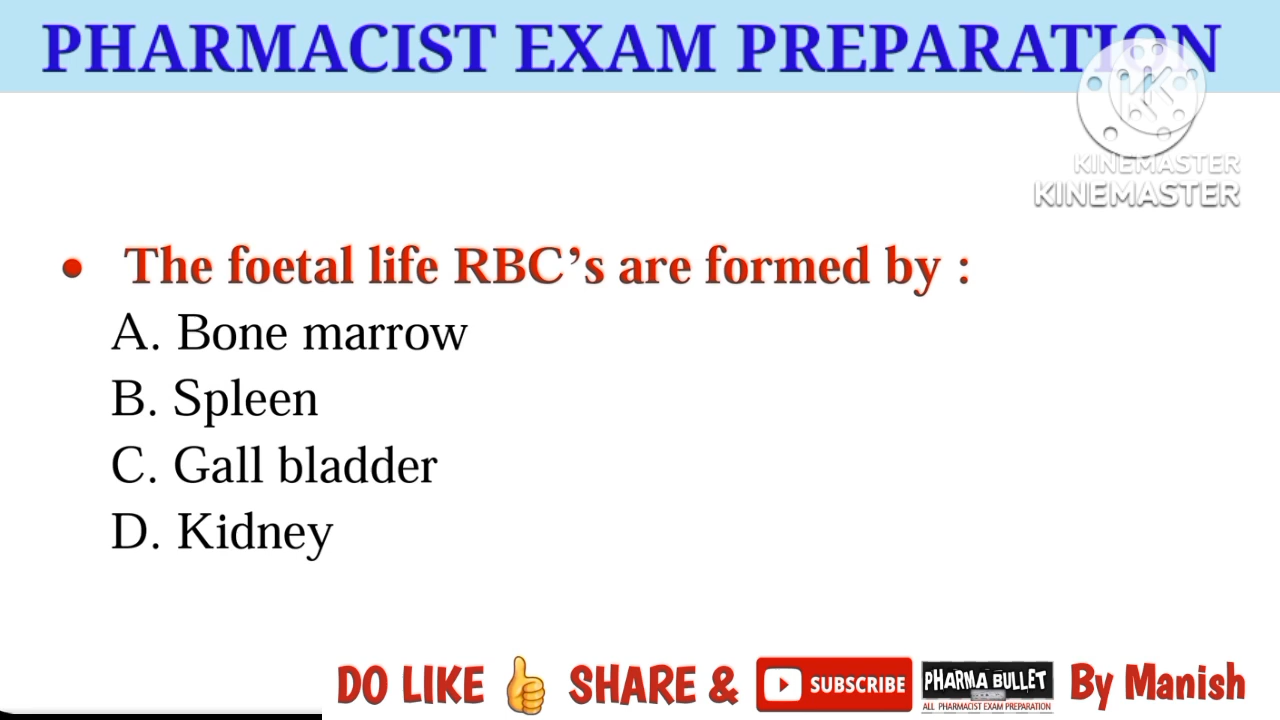 PHARMACIST EXAM PREPARATION
KINEMASTER
KINEMASTER
• The foetal life RBC’s are formed by :
A. Bone marrow
B. Spleen
C. Gall bladder
D. Kidney
DO LIKE 👍 SHARE & SUBSCRIBE PHARMA BULLET By Manish
ALL PHARMACIST EXAM PREPARATION